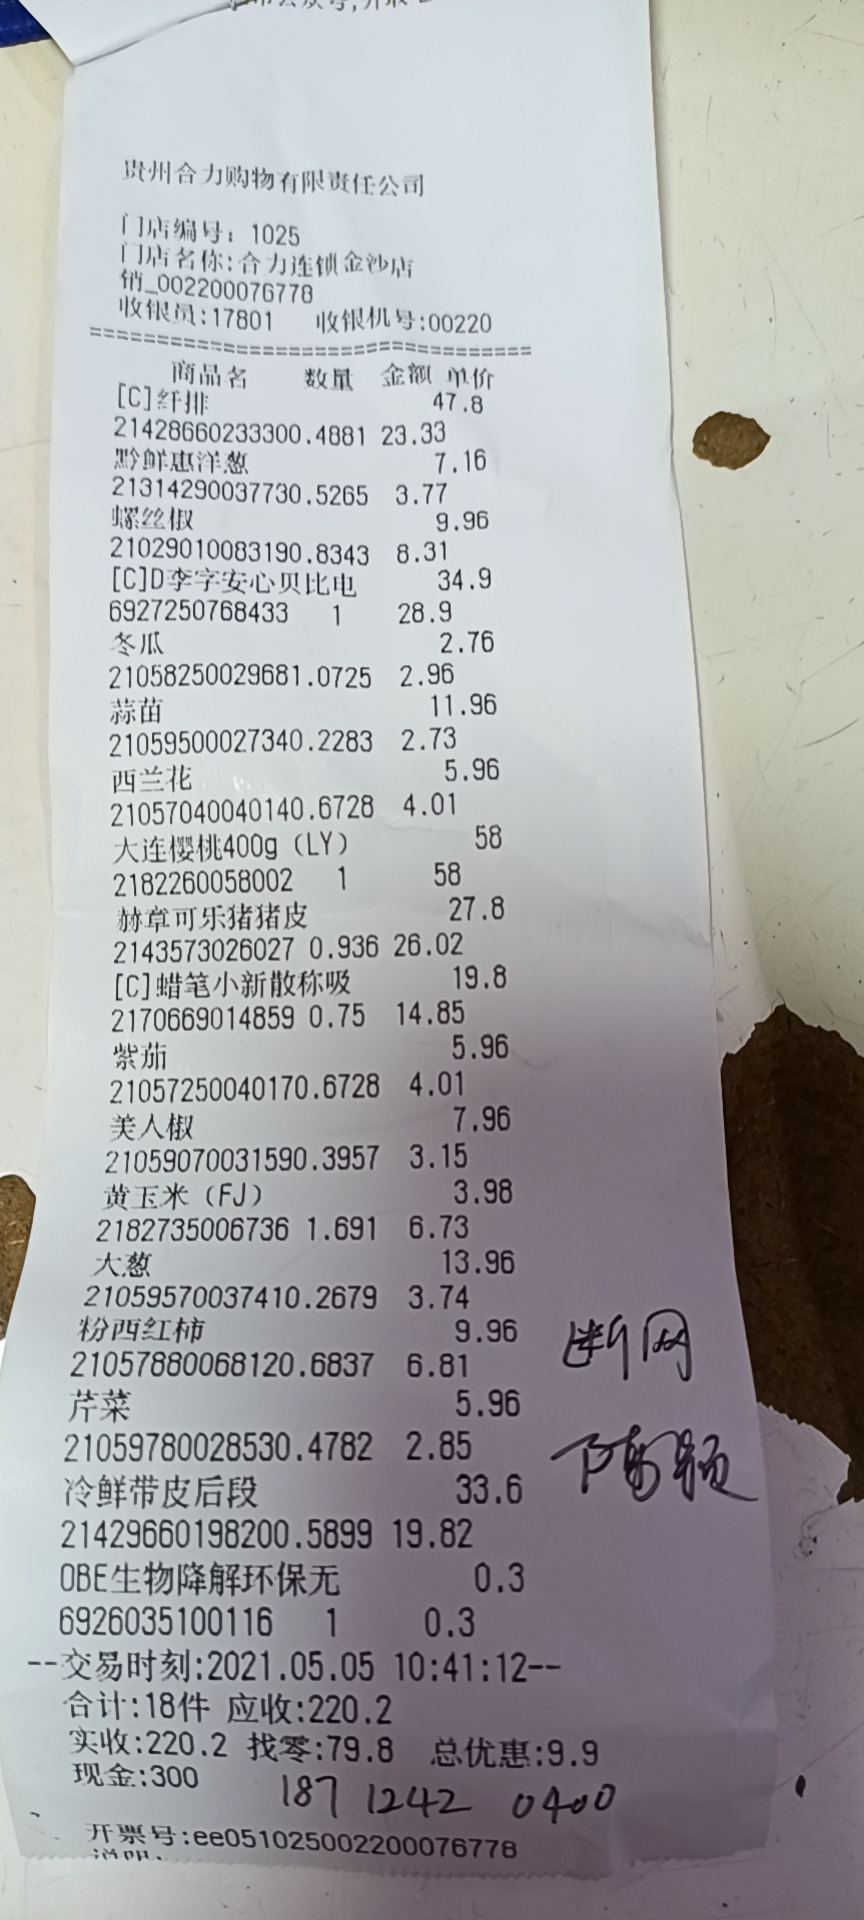 贵州合力购物有限责任公司
门店编号：1025
门店名称:合力连锁金沙店
销_002200076778
收银员:17801 收银机号:00220
商品名 数量 金额 单价
[C]纤排 47.8
21428660233300.4881 23.33
黔鲜惠洋葱 7.16
21314290037730.5265 3.77
螺丝椒 9.96
21029010083190.8343 8.31
[C]D李字安心贝比电 34.9
6927250768433 1 28.9
冬瓜 2.76
21058250029681.0725 2.96
蒜苗 11.96
21059500027340.2283 2.73
西兰花 5.96
21057040040140.6728 4.01
大连樱桃400g（LY） 58
2182260058002 1 58
赫章可乐猪猪皮 27.8
2143573026027 0.936 26.02
[C]蜡笔小新散称吸 19.8
2170669014859 0.75 14.85
紫茄 5.96
21057250040170.6728 4.01
美人椒 7.96
21059070031590.3957 3.15
黄玉米（FJ） 3.98
2182735006736 1.691 6.73
大葱 13.96
21059570037410.2679 3.74
粉西红柿 9.96
断网
21057880068120.6837 6.81
芹菜 5.96
21059780028530.4782 2.85
冷鲜带皮后段 33.6
21429660198200.5899 19.82
OBE生物降解环保无 0.3
6926035100116 1 0.3
--交易时刻:2021.05.05 10:41:12--
合计:18件 应收:220.2
实收:220.2 找零:79.8 总优惠:9.9
现金:300
187 1242 0400
开票号:ee051025002200076778